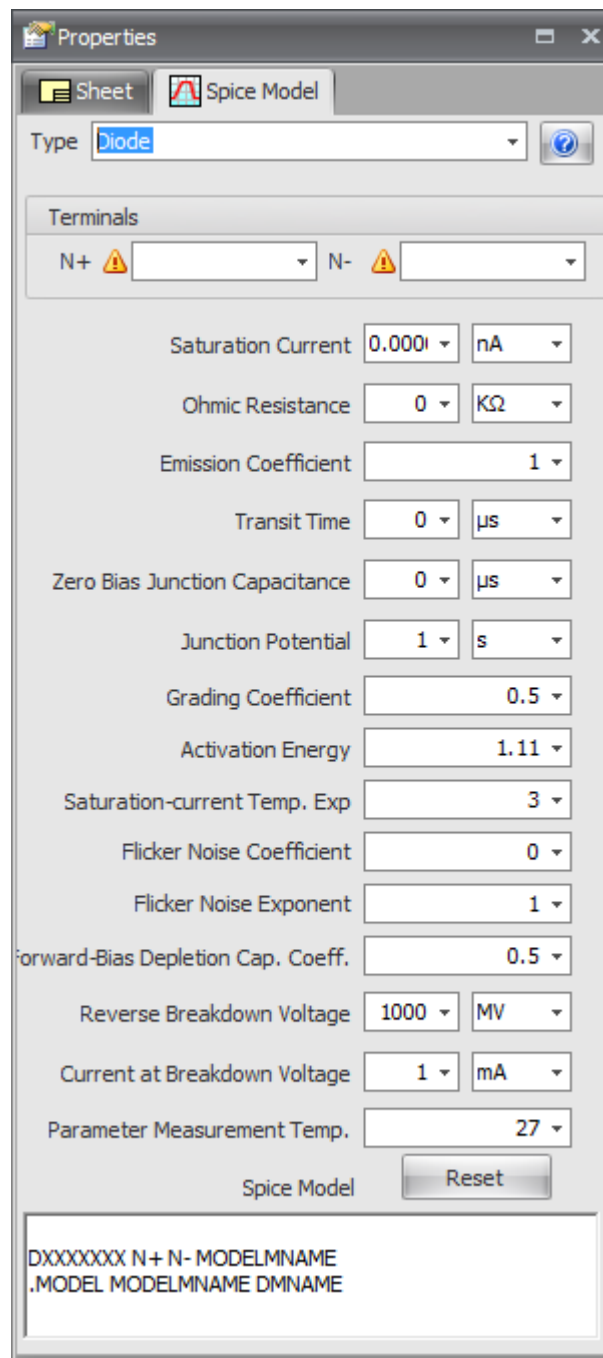 Properties
Sheet Spice Model
Type Diode
Terminals
N+ N-
Saturation Current 0.000 nA
Ohmic Resistance 0 KΩ
Emission Coefficient 1
Transit Time 0 µs
Zero Bias Junction Capacitance 0 µs
Junction Potential 1 s
Grading Coefficient 0.5
Activation Energy 1.11
Saturation-current Temp. Exp 3
Flicker Noise Coefficient 0
Flicker Noise Exponent 1
Forward-Bias Depletion Cap. Coeff. 0.5
Reverse Breakdown Voltage 1000 MV
Current at Breakdown Voltage 1 mA
Parameter Measurement Temp. 27
Spice Model Reset
DXXXXXXX N+ N- MODELMNAME
.MODEL MODELMNAME DMNAME